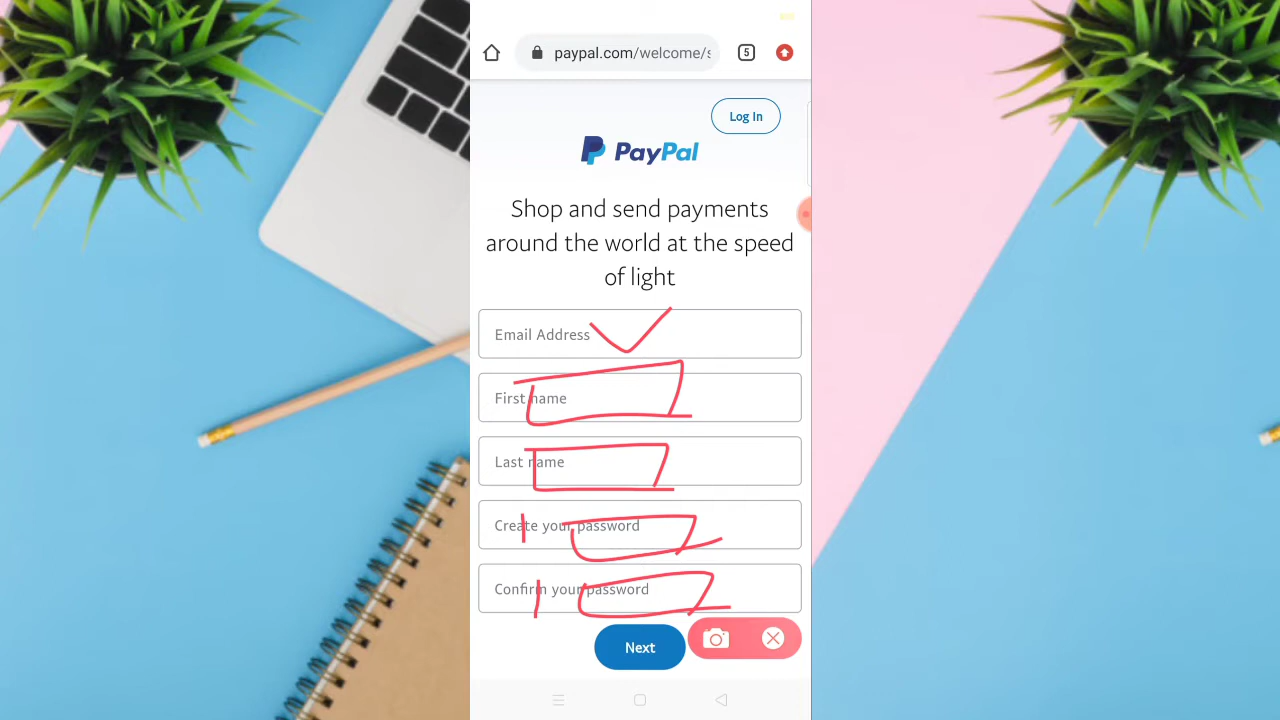 paypal.com/welcome/s
5
Log In
PayPal
Shop and send payments
around the world at the speed
of light
Email Address
First name
Last name
Create your password
Confirm your password
Next